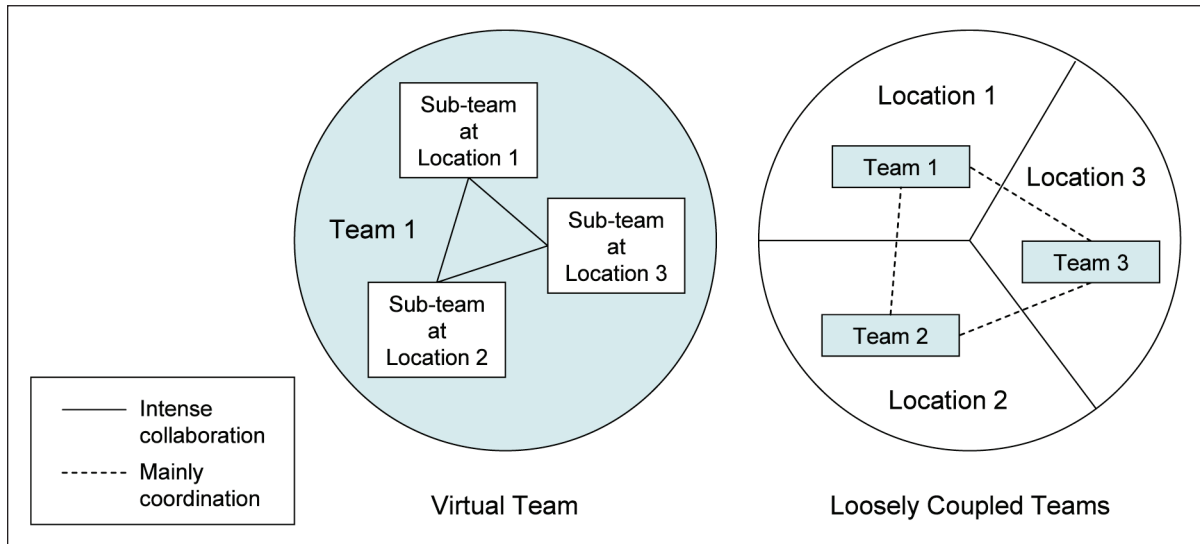 Sub-team
at
Location 1
Team 1
Sub-team
at
Location 3
Sub-team
at
Location 2
Intense
collaboration
Mainly
coordination
Virtual Team
Location 1
Team 1
Location 3
Team 3
Team 2
Location 2
Loosely Coupled Teams